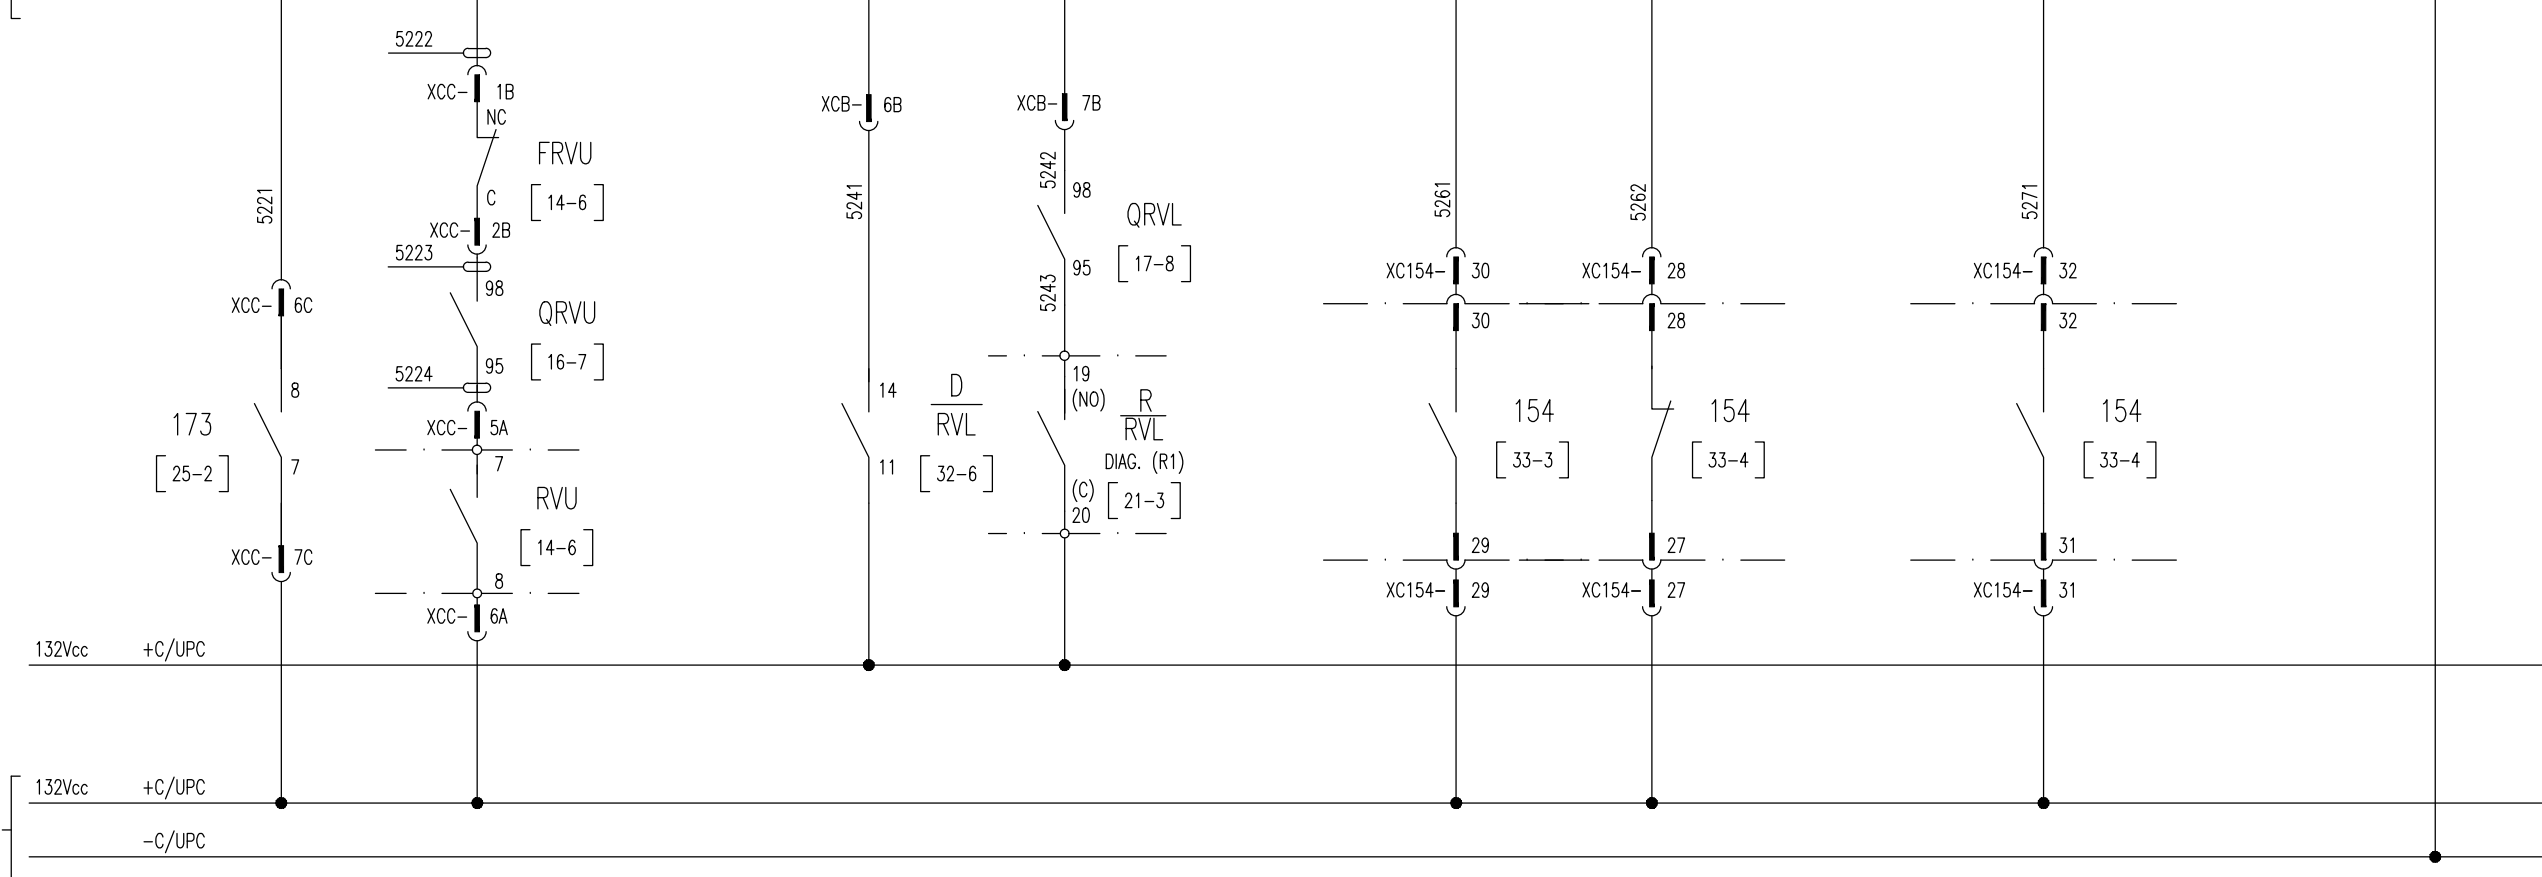 5222
XCC- 1B
NC
FRVU
C
[14-6]
XCC- 2B
5223
98
QRVU
[16-7]
95
5224
XCC- 5A
7
RVU
[14-6]
8
XCC- 6A
5221
XCC- 6C
8
173
[25-2]
7
XCC- 7C
XCB- 6B
5241
14
D
RVL
[32-6]
11
XCB- 7B
5242
98
QRVL
[17-8]
95
5243
19
(NO)
R
RVL
DIAG. (R1)
[21-3]
(C)
20
5261
XC154- 30
30
154
[33-3]
29
XC154- 29
5262
XC154- 28
28
154
[33-4]
27
XC154- 27
5271
XC154- 32
32
154
[33-4]
31
XC154- 31
132Vcc +C/UPC
132Vcc +C/UPC
-C/UPC